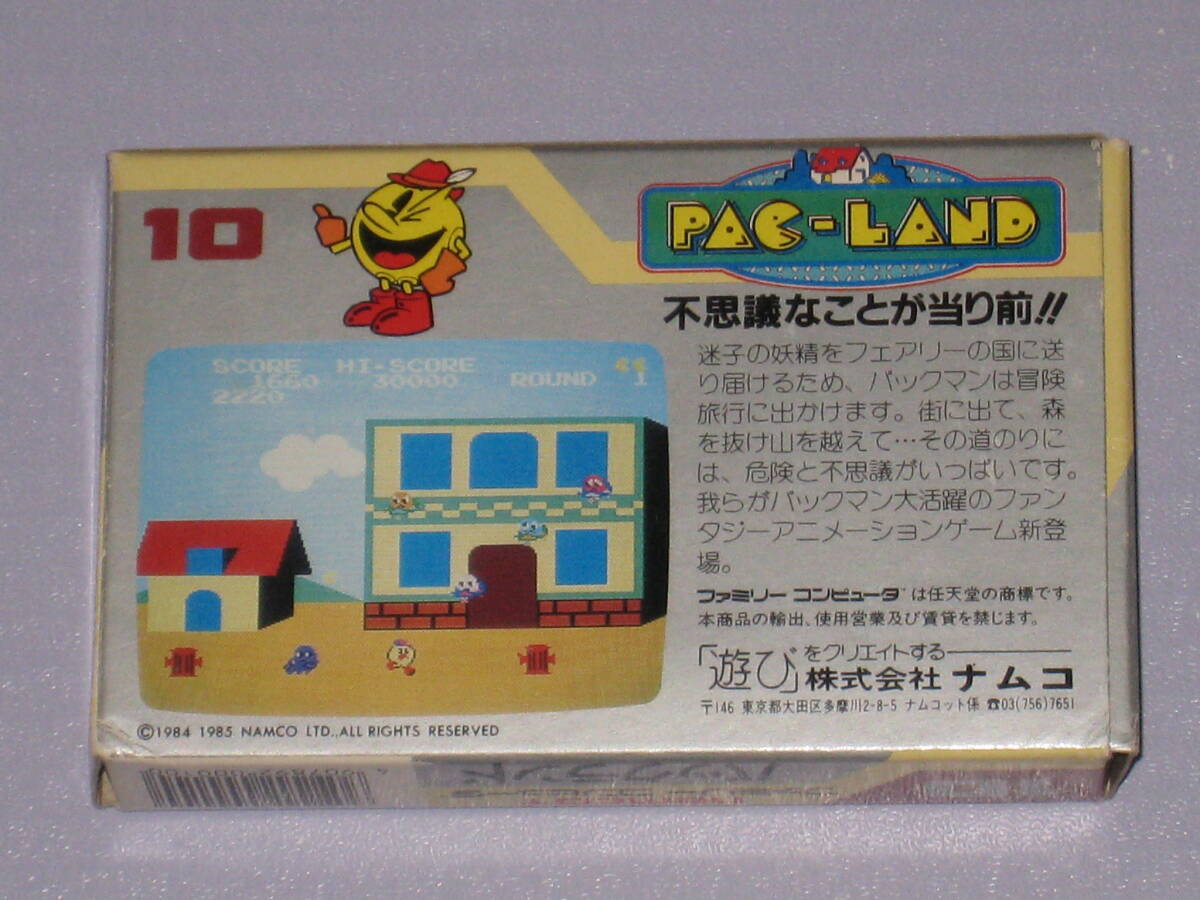 10
PAC-LAND
不思議なことが当り前!!
SCORE HI-SCORE
1660 30000 ROUND 1
2220
迷子の妖精をフェアリーの国に送
り届けるため、パックマンは冒険
旅行に出かけます。街に出て、森
を抜け山を越えて…その道のりに
は、危険と不思議がいっぱいです。
我らがパックマン大活躍のファン
タジーアニメーションゲーム新登
場。
ファミリーコンピュータ™は任天堂の商標です。
本商品の輸出、使用営業及び賃貸を禁じます。
「遊び」をクリエイトする
株式会社ナムコ
〒146 東京都大田区多摩川2-8-5 ナムコット係 ☎03(756)7651
©1984 1985 NAMCO LTD.,ALL RIGHTS RESERVED
パックランド